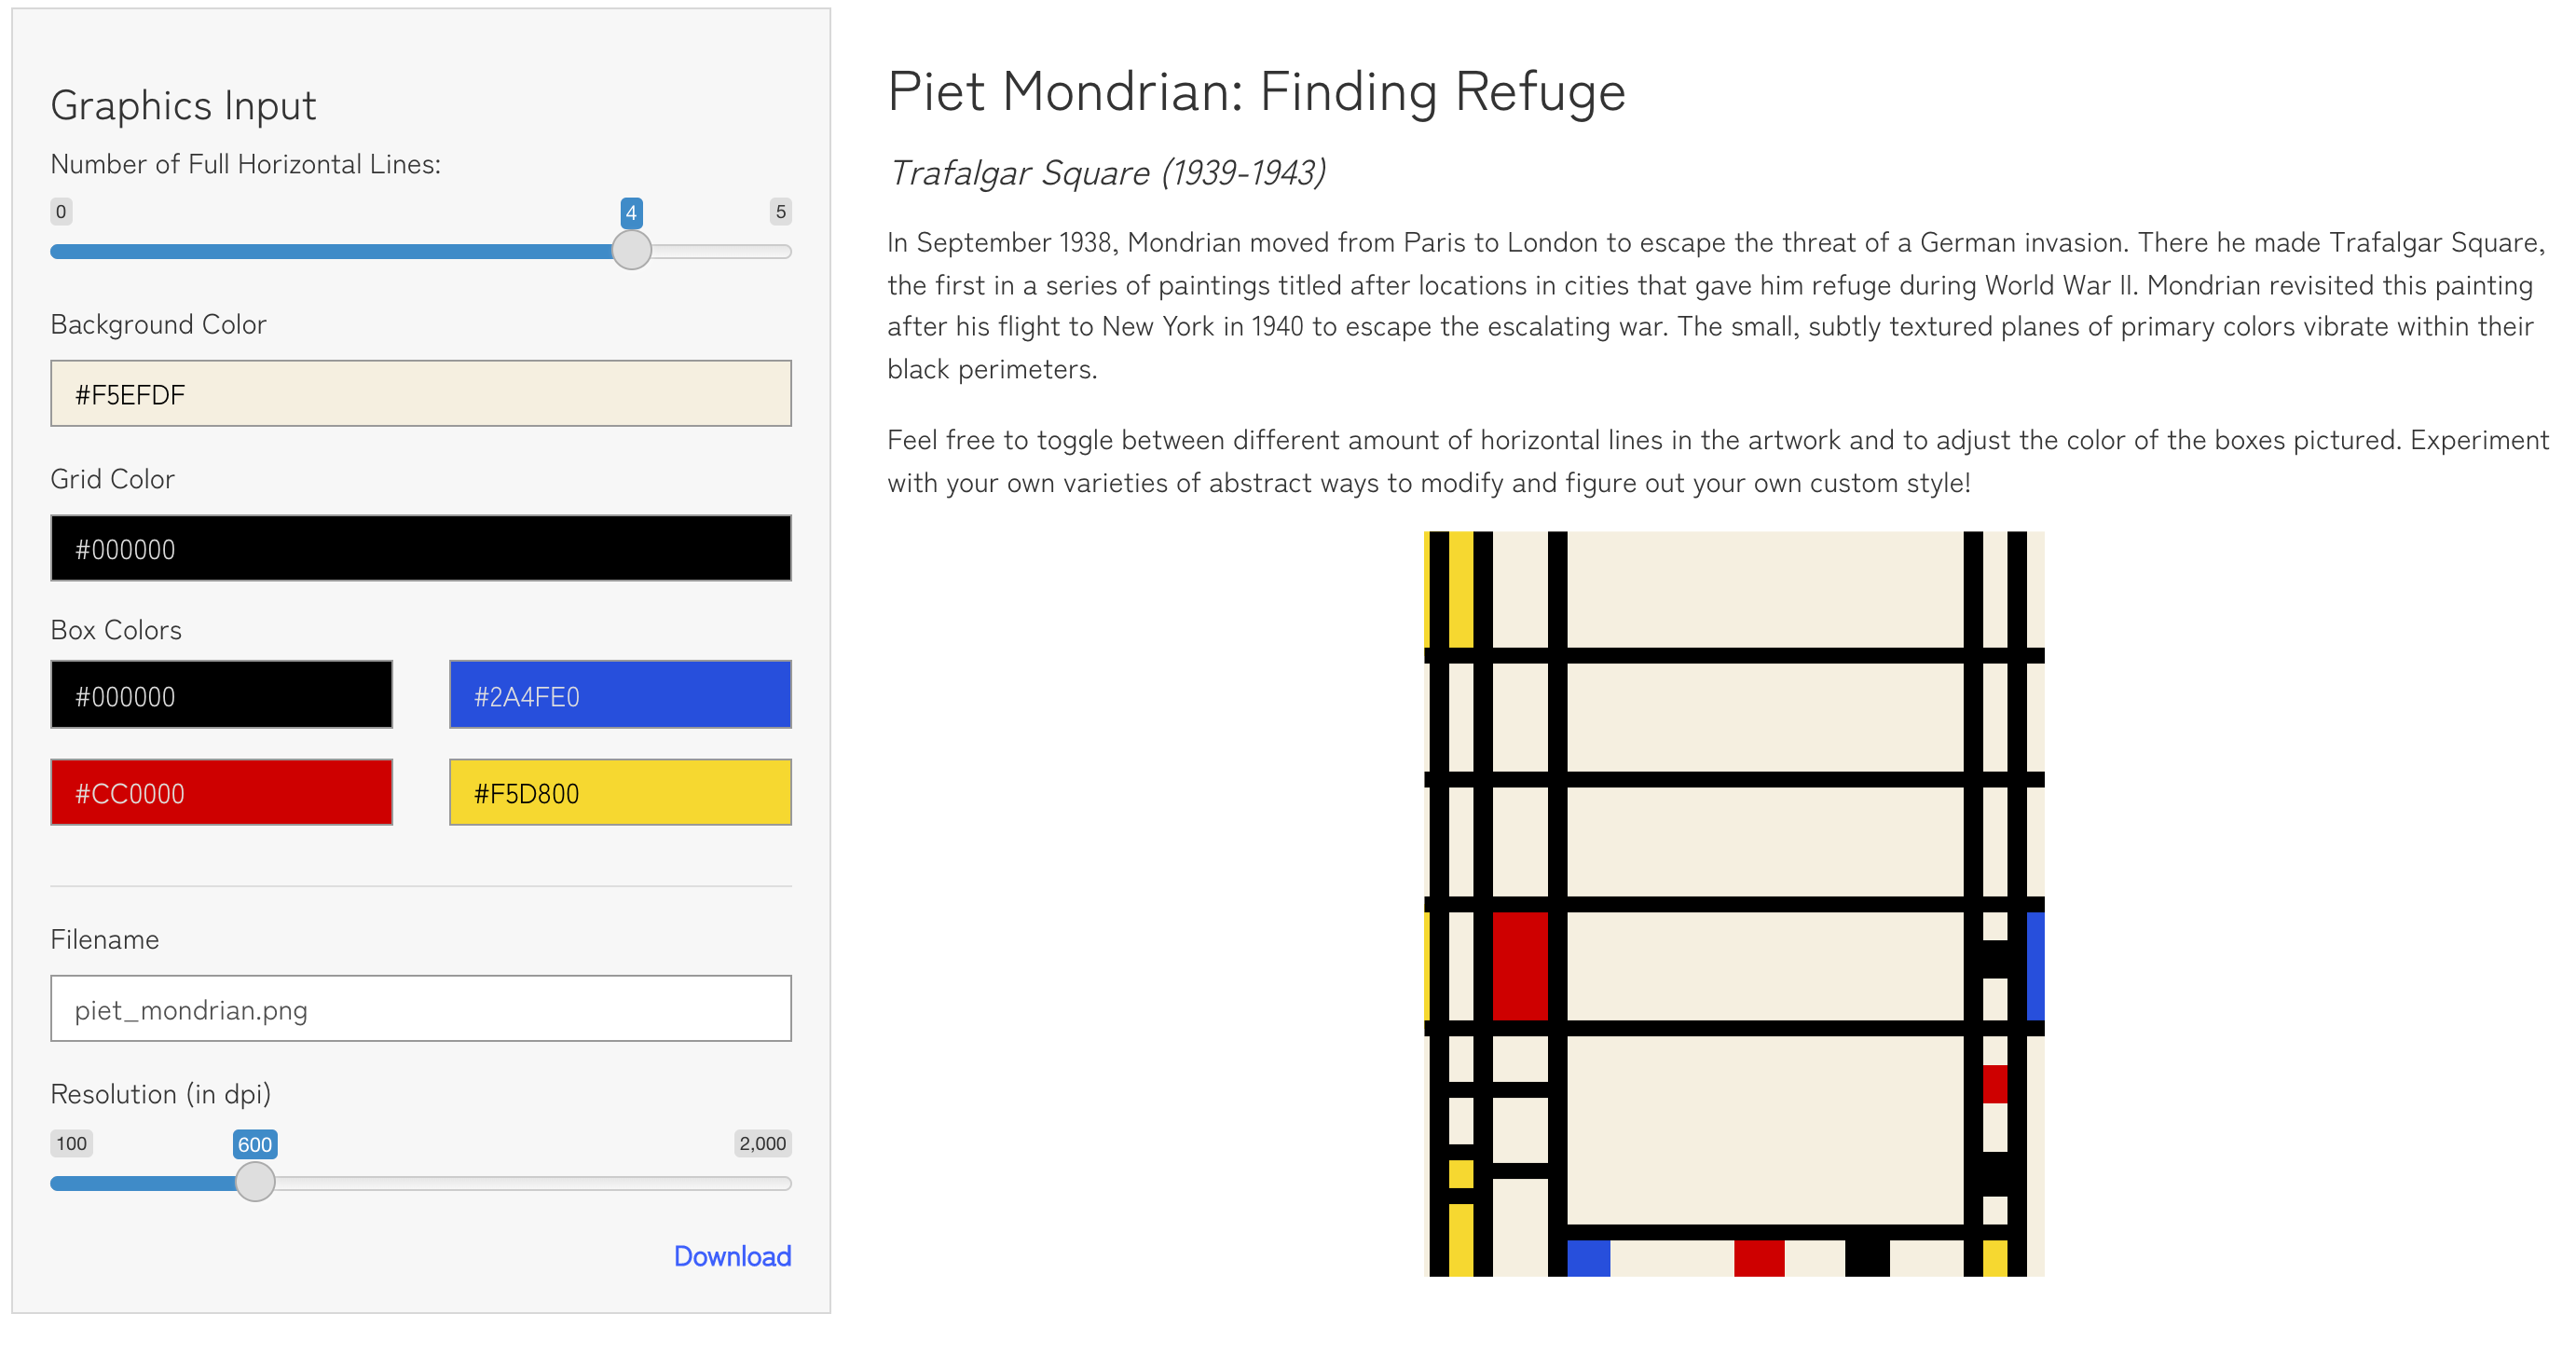 Graphics Input
Number of Full Horizontal Lines:
0 4 5
Background Color
#F5EFDF
Grid Color
#000000
Box Colors
#000000 #2A4FE0
#CC0000 #F5D800
Filename
piet_mondrian.png
Resolution (in dpi)
100 600 2,000
Download
Piet Mondrian: Finding Refuge
Trafalgar Square (1939-1943)
In September 1938, Mondrian moved from Paris to London to escape the threat of a German invasion. There he made Trafalgar Square,
the first in a series of paintings titled after locations in cities that gave him refuge during World War II. Mondrian revisited this painting
after his flight to New York in 1940 to escape the escalating war. The small, subtly textured planes of primary colors vibrate within their
black perimeters.
Feel free to toggle between different amount of horizontal lines in the artwork and to adjust the color of the boxes pictured. Experiment
with your own varieties of abstract ways to modify and figure out your own custom style!